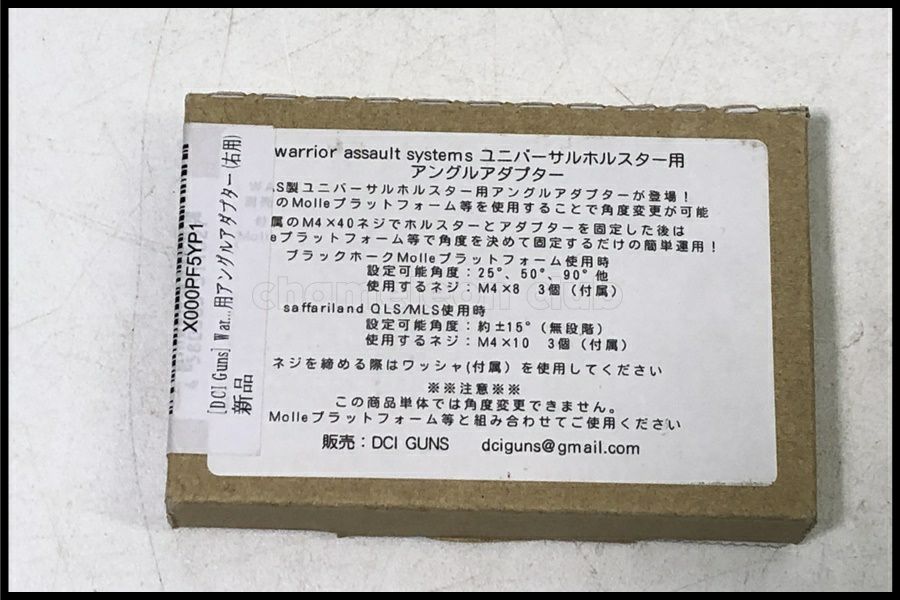 warrior assault systems ユニバーサルホルスター用
アングルアダプター
S製ユニバーサルホルスター用アングルアダプターが登場！
のMolleプラットフォーム等を使用することで角度変更が可能
属のM4×40ネジでホルスターとアダプターを固定した後は
eプラットフォーム等で角度を決めて固定するだけの簡単運用！
ブラックホークMolleプラットフォーム使用時
設定可能角度：25°、50°、90°他
使用するネジ：M4×8 3個（付属）
saffariland QLS/MLS使用時
設定可能角度：約±15°（無段階）
使用するネジ：M4×10 3個（付属）
ネジを締める際はワッシャ(付属）を使用してください
※※注意※※
この商品単体では角度変更できません。
Molleプラットフォーム等と組み合わせてご使用ください
販売：DCI GUNS dciguns@gmail.com
X000PF5YP1
[DCI Guns] War...用アングルアダプター (右用)
新品
chameleon club